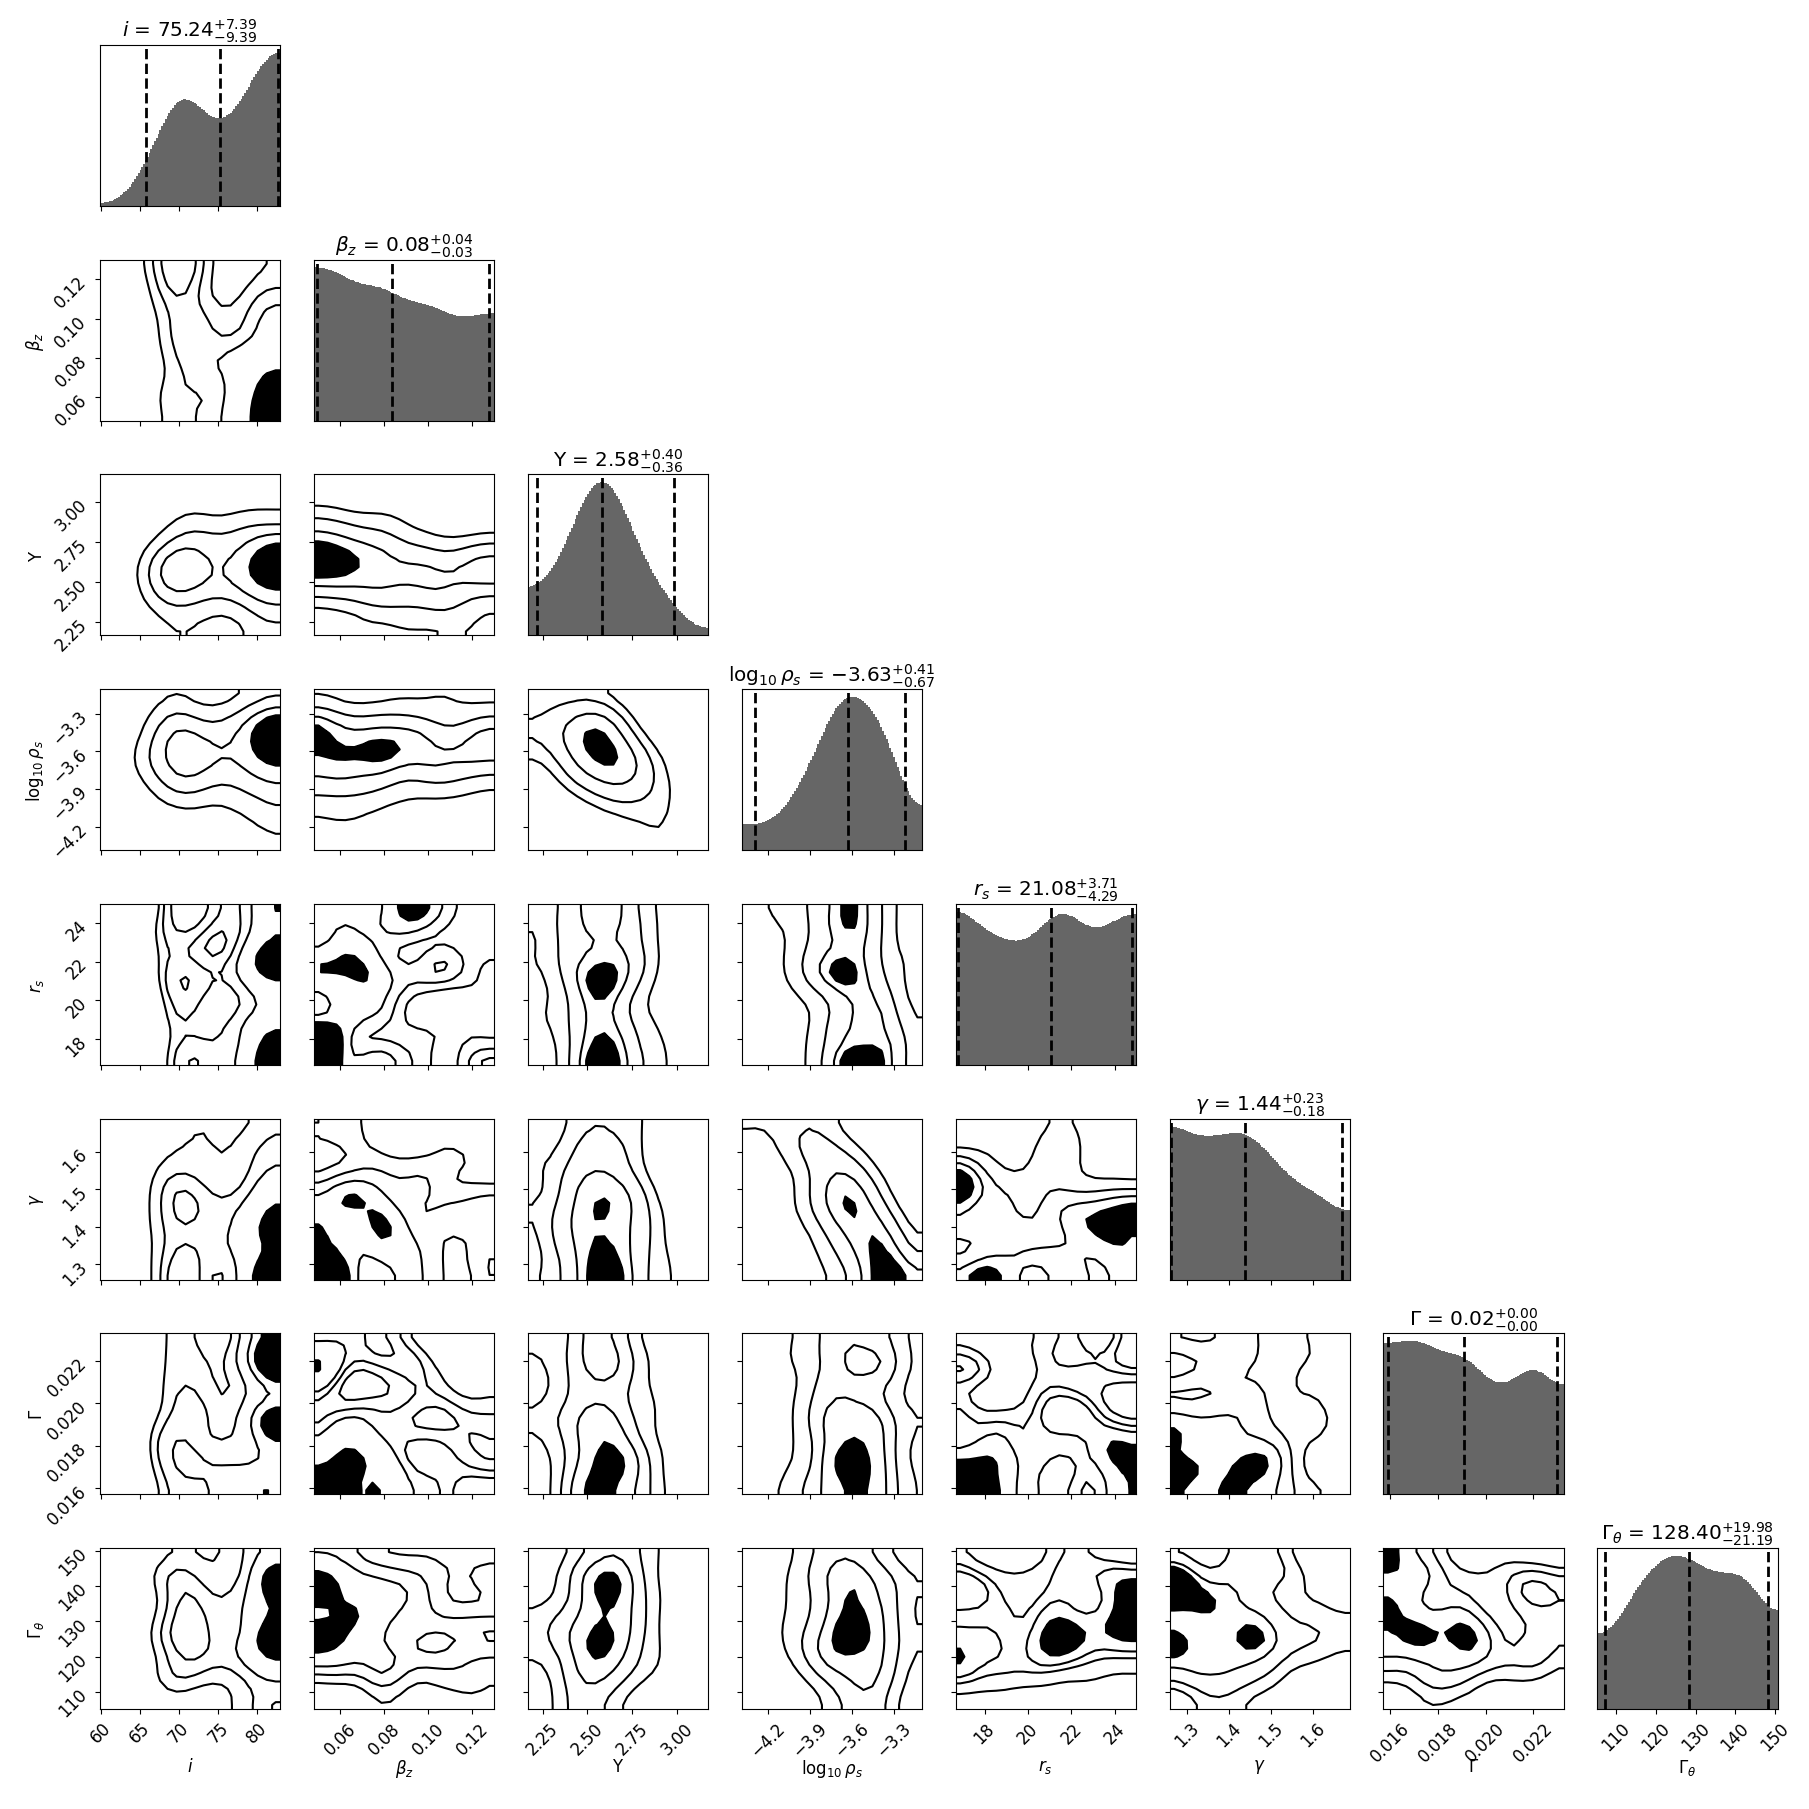 i = 75.24 +7.39 −9.39
β_z = 0.08 +0.04 −0.03
0.12
0.10
0.08
0.06
β_z
Y = 2.58 +0.40 −0.36
3.00
2.75
2.50
2.25
Y
log₁₀ ρ_s = −3.63 +0.41 −0.67
−3.3
−3.6
−3.9
−4.2
log₁₀ ρ_s
r_s = 21.08 +3.71 −4.29
24
22
20
18
r_s
γ = 1.44 +0.23 −0.18
1.6
1.5
1.4
1.3
γ
Γ = 0.02 +0.00 −0.00
0.022
0.020
0.018
0.016
Γ
Γ_θ = 128.40 +19.98 −21.19
150
140
130
120
110
Γ_θ
60 65 70 75 80 0.06 0.08 0.10 0.12 2.25 2.50 2.75 3.00 −4.2 −3.9 −3.6 −3.3 18 20 22 24 1.3 1.4 1.5 1.6 0.016 0.018 0.020 0.022 110 120 130 140 150
i β_z Y log₁₀ ρ_s r_s γ Γ Γ_θ